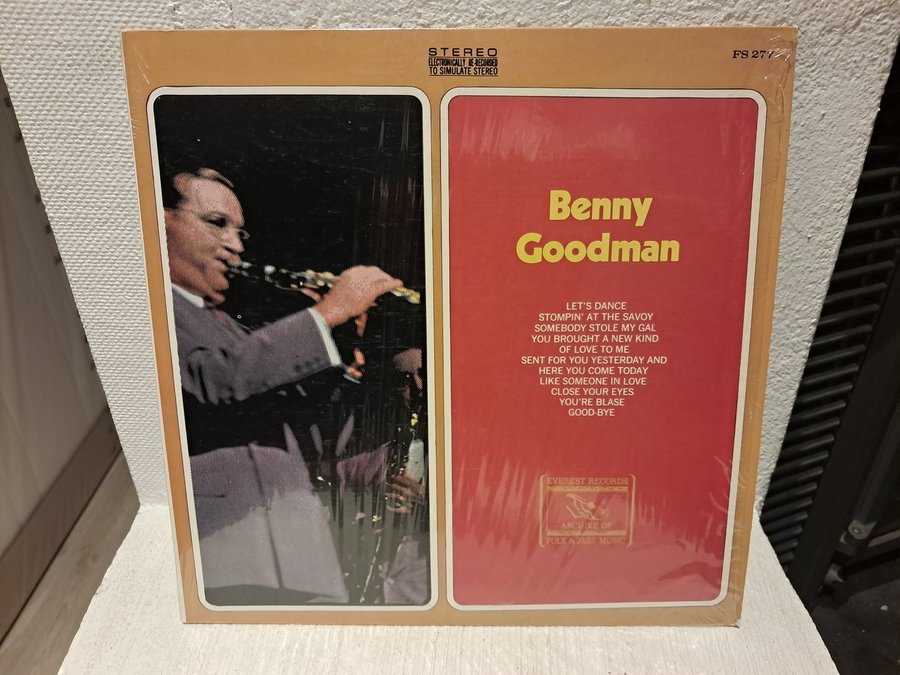 STEREO
ELECTRONICALLY RE-RECORDED
TO SIMULATE STEREO
FS 277
Benny
Goodman
LET'S DANCE
STOMPIN' AT THE SAVOY
SOMEBODY STOLE MY GAL
YOU BROUGHT A NEW KIND
OF LOVE TO ME
SENT FOR YOU YESTERDAY AND
HERE YOU COME TODAY
LIKE SOMEONE IN LOVE
CLOSE YOUR EYES
YOU'RE BLASE
GOOD-BYE
EVEREST RECORDS
ARCHIVE OF
FOLK & JAZZ MUSIC